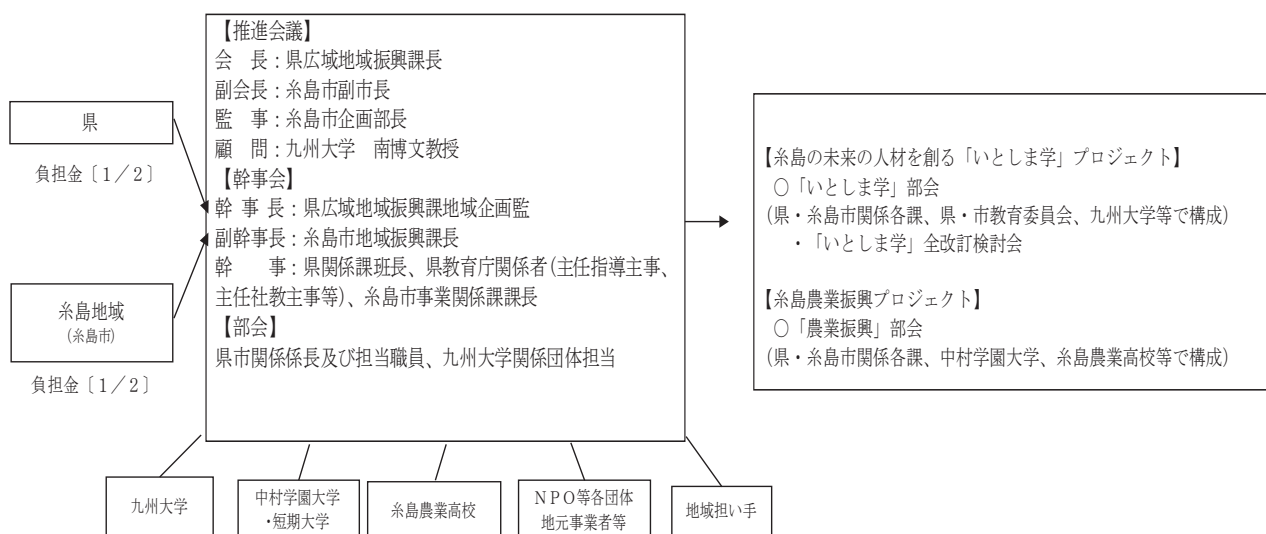 県
負担金〔1／2〕
糸島地域
(糸島市)
負担金〔1／2〕
【推進会議】
会　長：県広域地域振興課長
副会長：糸島市副市長
監　事：糸島市企画部長
顧　問：九州大学　南博文教授
【幹事会】
幹 事 長：県広域地域振興課地域企画監
副幹事長：糸島市地域振興課長
幹　　事：県関係課班長、県教育庁関係者(主任指導主事、
主任社教主事等)、糸島市事業関係課課長
【部会】
県市関係係長及び担当職員、九州大学関係団体担当
【糸島の未来の人材を創る「いとしま学」プロジェクト】
○「いとしま学」部会
(県・糸島市関係各課、県・市教育委員会、九州大学等で構成)
・「いとしま学」全改訂検討会
【糸島農業振興プロジェクト】
○「農業振興」部会
(県・糸島市関係各課、中村学園大学、糸島農業高校等で構成)
九州大学
中村学園大学
・短期大学
糸島農業高校
ＮＰＯ等各団体
地元事業者等
地域担い手